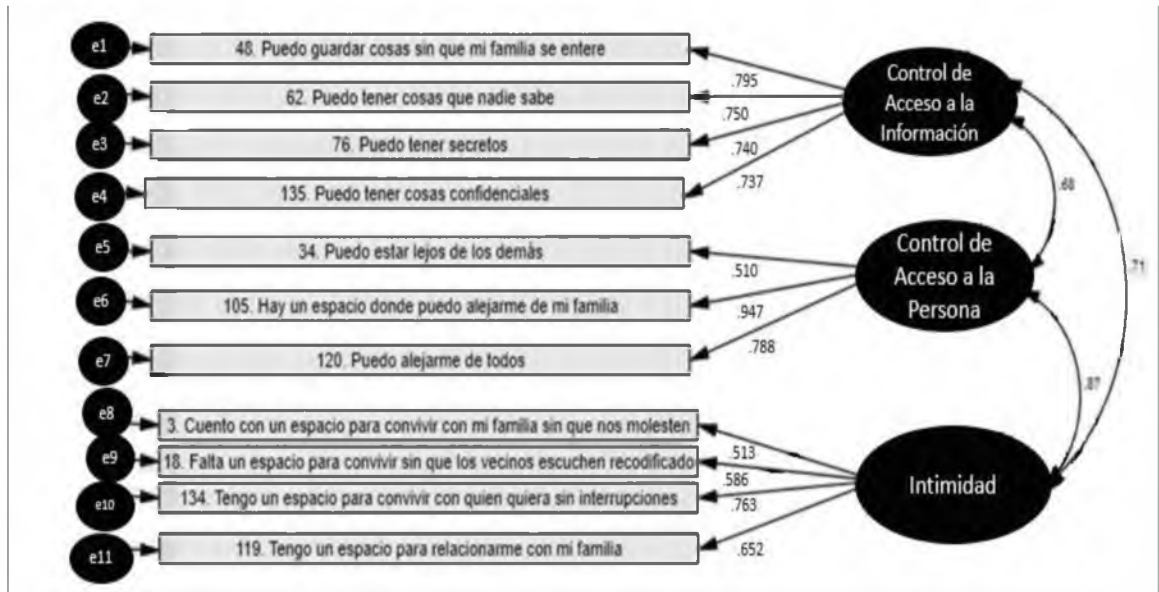 e1
48. Puedo guardar cosas sin que mi familia se entere
e2
62. Puedo tener cosas que nadie sabe
e3
76. Puedo tener secretos
e4
135. Puedo tener cosas confidenciales
.795
.750
.740
.737
Control de
Acceso a la
Información
e5
34. Puedo estar lejos de los demás
e6
105. Hay un espacio donde puedo alejarme de mi familia
e7
120. Puedo alejarme de todos
.510
.947
.788
Control de
Acceso a la
Persona
.68
.71
.87
e8
3. Cuento con un espacio para convivir con mi familia sin que nos molesten
e9
18. Falta un espacio para convivir sin que los vecinos escuchen recodificado
e10
134. Tengo un espacio para convivir con quien quiera sin interrupciones
e11
119. Tengo un espacio para relacionarme con mi familia
.513
.586
.763
.652
Intimidad